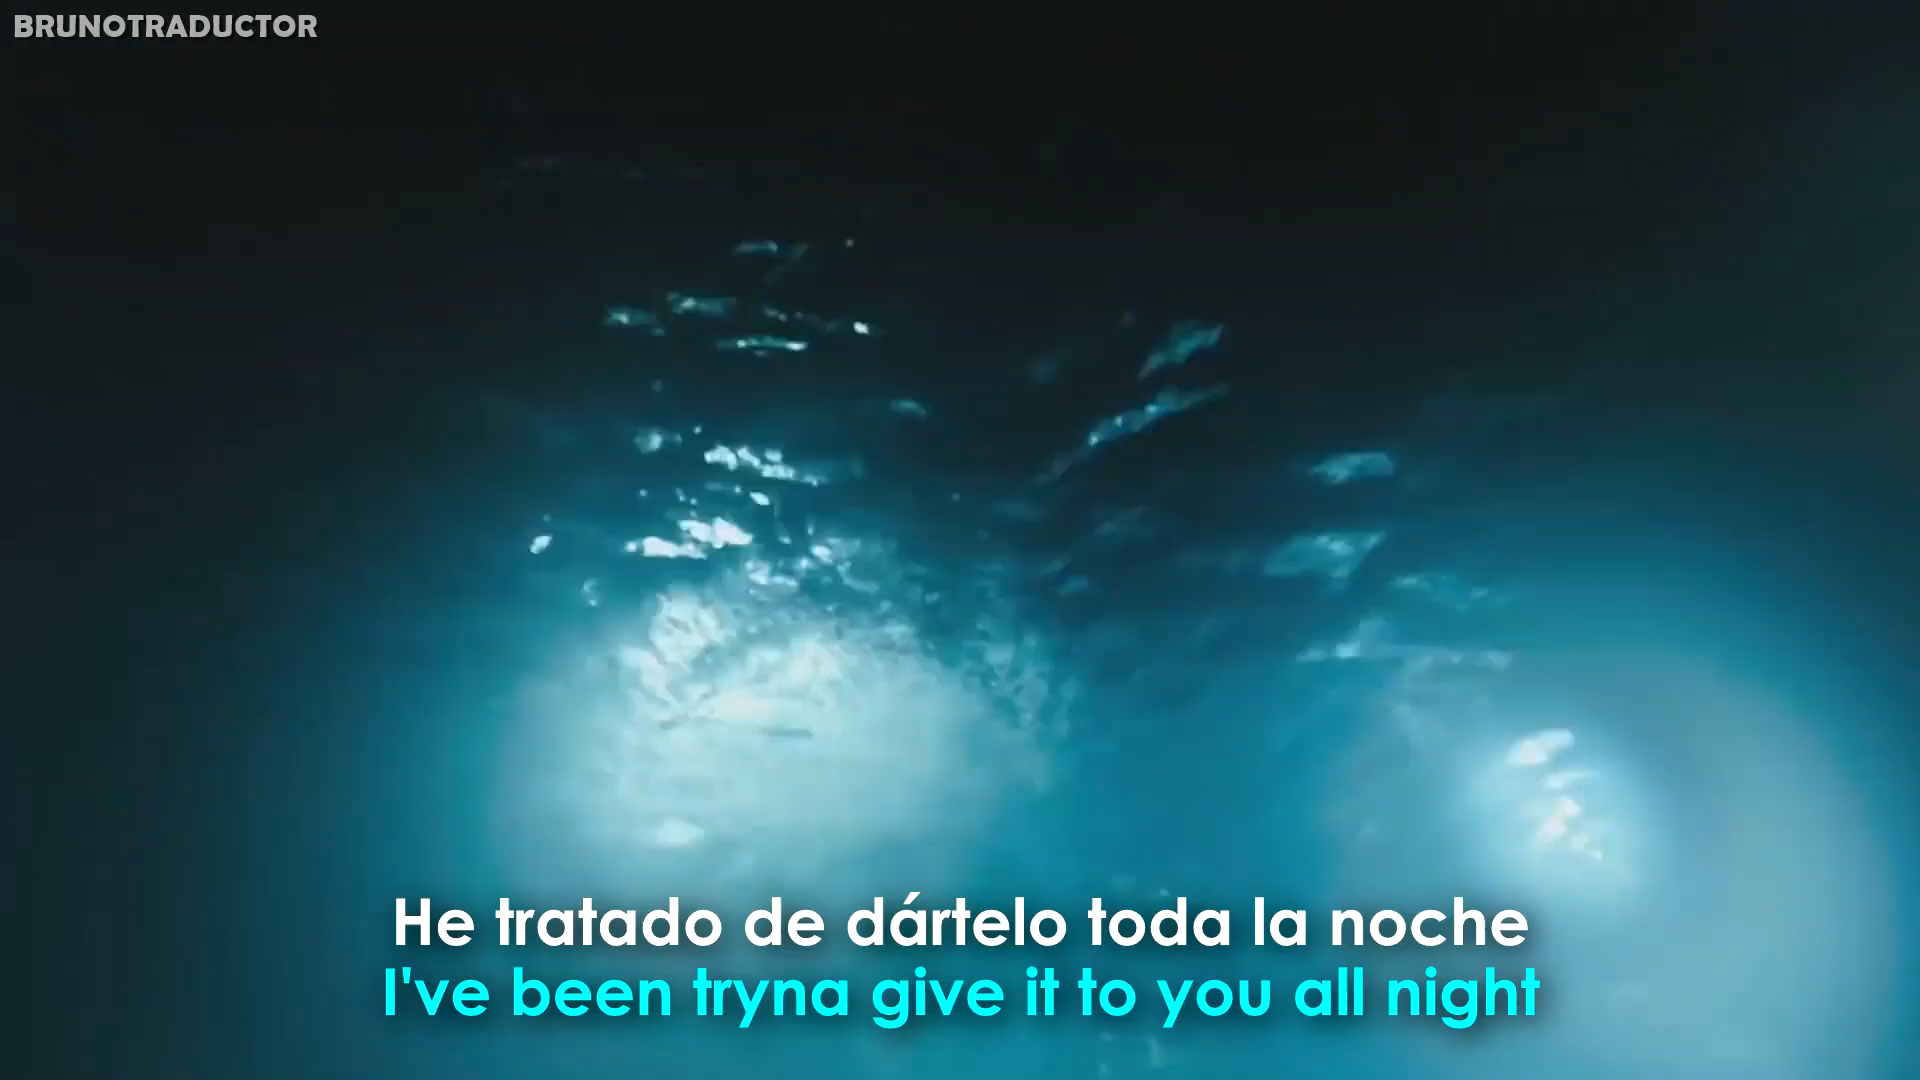 BRUNOTRADUCTOR
He tratado de dártelo toda la noche
I've been tryna give it to you all night